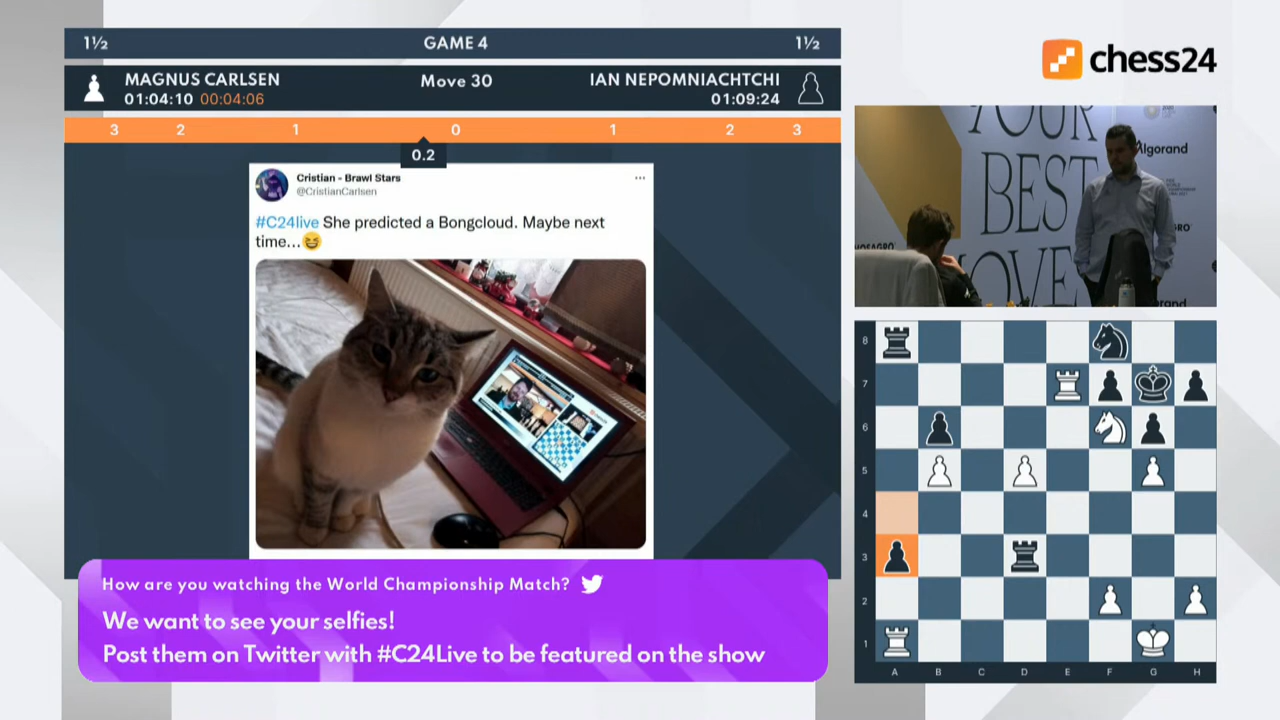 1½ GAME 4 1½
MAGNUS CARLSEN Move 30 IAN NEPOMNIACHTCHI
01:04:10 00:04:06 01:09:24
3 2 1 0 1 2 3
0.2
Cristian - Brawl Stars
@CristianCarlsen
#C24live She predicted a Bongcloud. Maybe next
time...😆
How are you watching the World Championship Match?
We want to see your selfies!
Post them on Twitter with #C24Live to be featured on the show
chess24
YOUR
BEST
MOVE
Algorand
8
7
6
5
4
3
2
1
A B C D E F G H